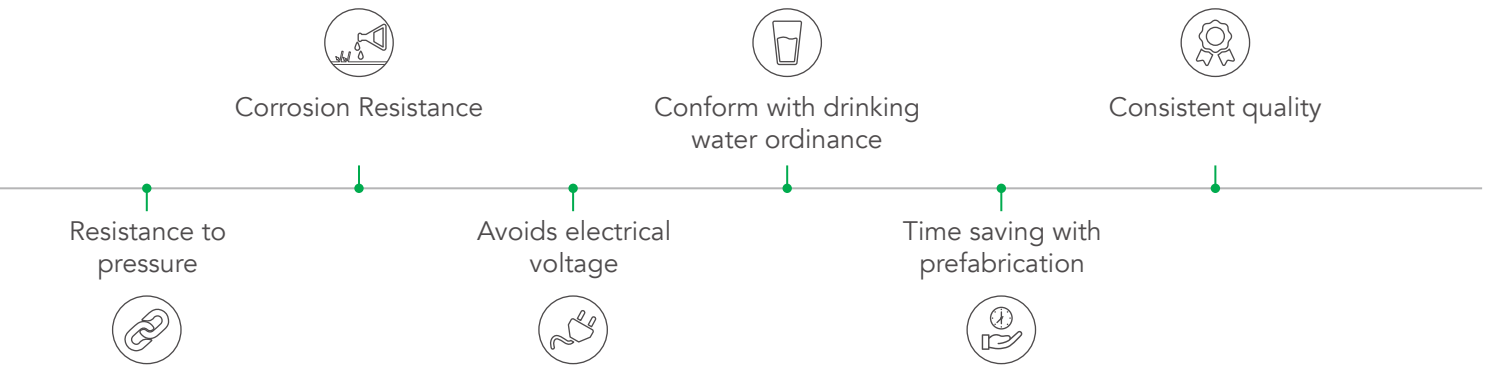 Corrosion Resistance
Conform with drinking
water ordinance
Consistent quality
Resistance to
pressure
Avoids electrical
voltage
Time saving with
prefabrication